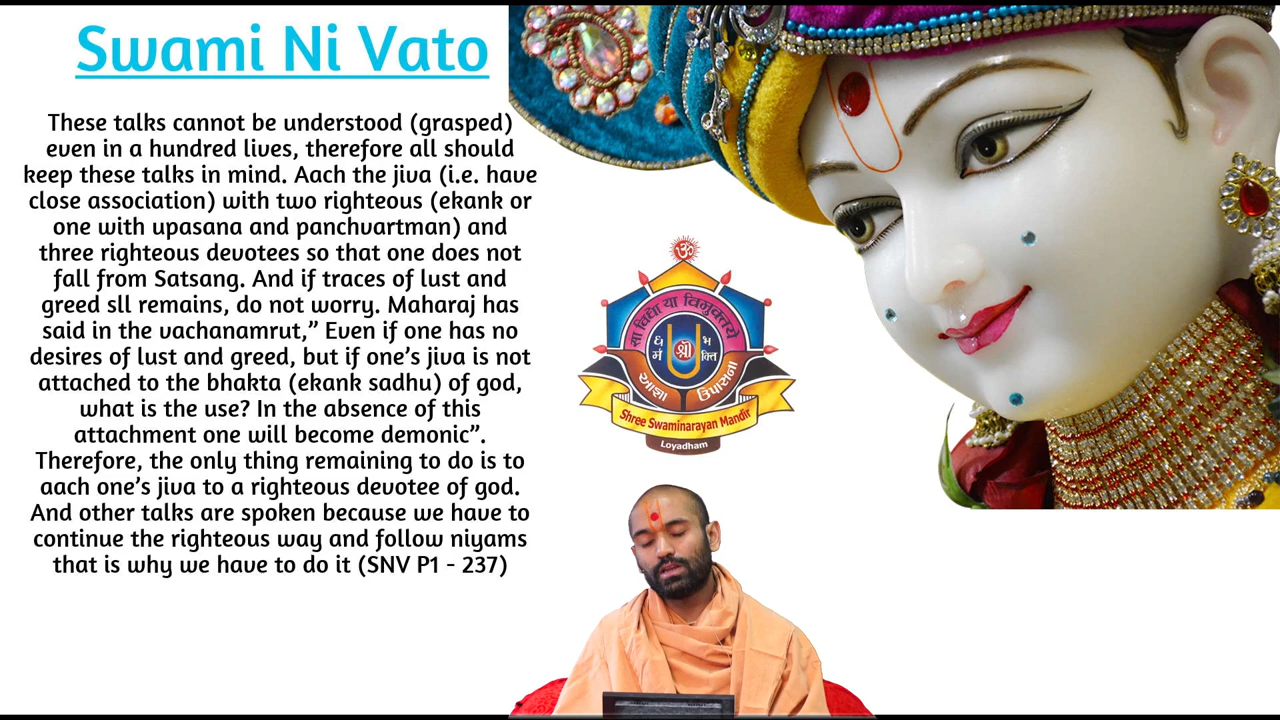 Swami Ni Vato
These talks cannot be understood (grasped)
even in a hundred lives, therefore all should
keep these talks in mind. Aach the jiva (i.e. have
close association) with two righteous (ekank or
one with upasana and panchvartman) and
three righteous devotees so that one does not
fall from Satsang. And if traces of lust and
greed sll remains, do not worry. Maharaj has
said in the vachanamrut,” Even if one has no
desires of lust and greed, but if one’s jiva is not
attached to the bhakta (ekank sadhu) of god,
what is the use? In the absence of this
attachment one will become demonic”.
Therefore, the only thing remaining to do is to
aach one’s jiva to a righteous devotee of god.
And other talks are spoken because we have to
continue the righteous way and follow niyams
that is why we have to do it (SNV P1 - 237)
ॐ
सा विद्या या विमुक्तये
ધર્મ
શ્રી
ભક્તિ
આજ્ઞા ઉપાસના
Shree Swaminarayan Mandir
Loyadham